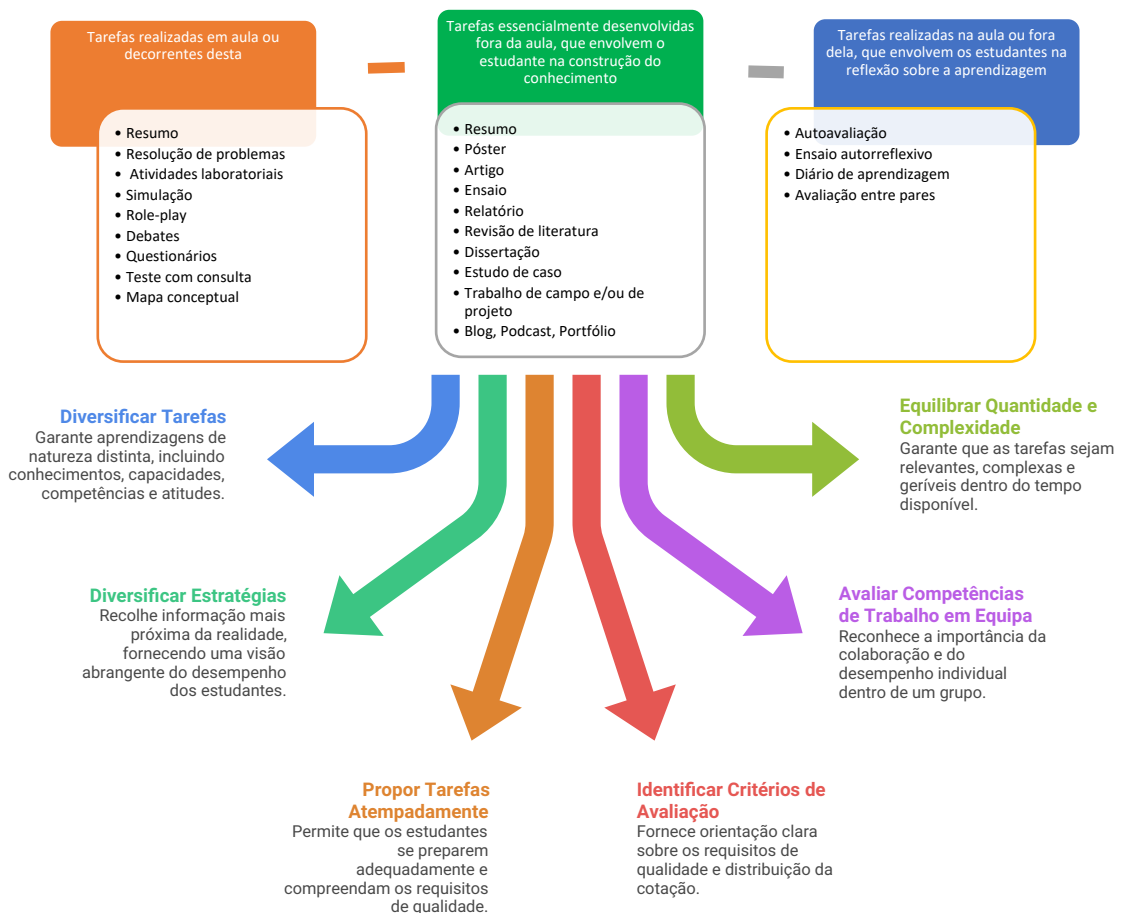 Tarefas realizadas em aula ou
decorrentes desta
• Resumo
• Resolução de problemas
• Atividades laboratoriais
• Simulação
• Role-play
• Debates
• Questionários
• Teste com consulta
• Mapa conceptual
Tarefas essencialmente desenvolvidas
fora da aula, que envolvem o
estudante na construção do
conhecimento
• Resumo
• Póster
• Artigo
• Ensaio
• Relatório
• Revisão de literatura
• Dissertação
• Estudo de caso
• Trabalho de campo e/ou de
projeto
• Blog, Podcast, Portfólio
Tarefas realizadas na aula ou fora
dela, que envolvem os estudantes na
reflexão sobre a aprendizagem
• Autoavaliação
• Ensaio autorreflexivo
• Diário de aprendizagem
• Avaliação entre pares
Diversificar Tarefas
Garante aprendizagens de
natureza distinta, incluindo
conhecimentos, capacidades,
competências e atitudes.
Equilibrar Quantidade e
Complexidade
Garante que as tarefas sejam
relevantes, complexas e
geríveis dentro do tempo
disponível.
Diversificar Estratégias
Recolhe informação mais
próxima da realidade,
fornecendo uma visão
abrangente do desempenho
dos estudantes.
Avaliar Competências
de Trabalho em Equipa
Reconhece a importância da
colaboração e do
desempenho individual
dentro de um grupo.
Propor Tarefas
Atempadamente
Permite que os estudantes
se preparem
adequadamente e
compreendam os requisitos
de qualidade.
Identificar Critérios de
Avaliação
Fornece orientação clara
sobre os requisitos de
qualidade e distribuição da
cotação.